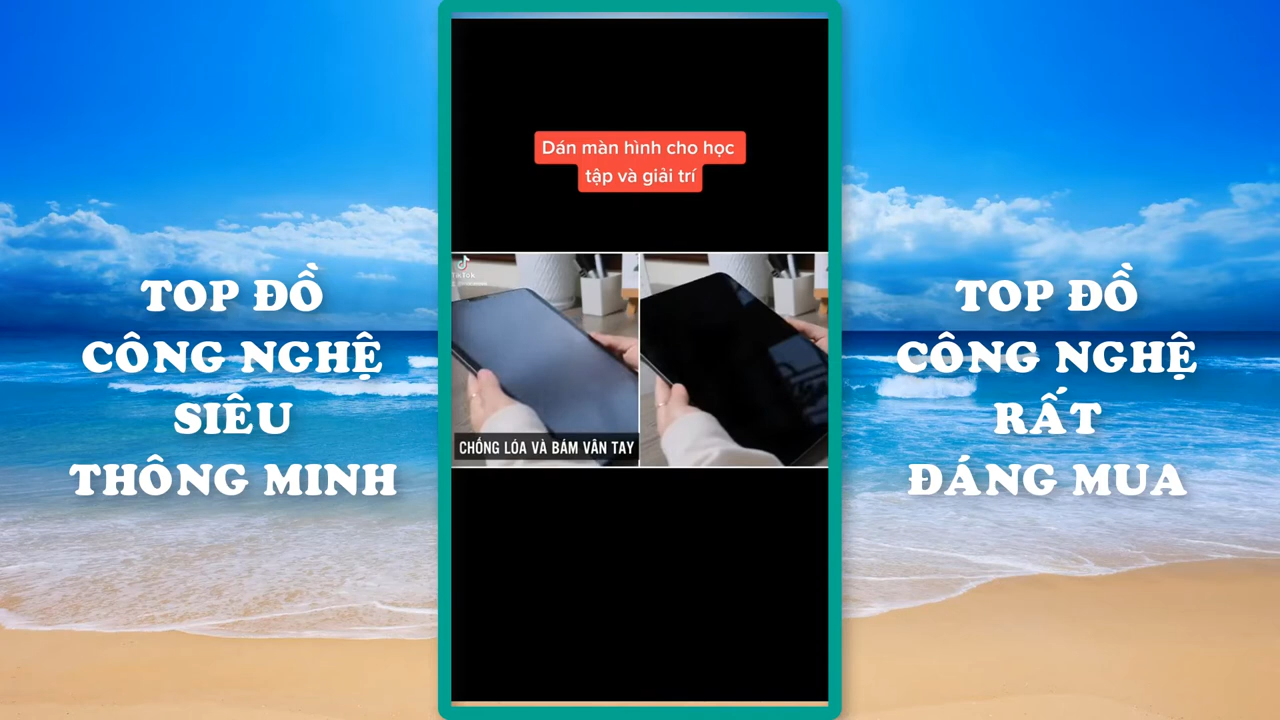 TOP ĐỒ
CÔNG NGHỆ
SIÊU
THÔNG MINH
Dán màn hình cho học
tập và giải trí
TikTok
CHỐNG LÓA VÀ BÁM VÂN TAY
TOP ĐỒ
CÔNG NGHỆ
RẤT
ĐÁNG MUA